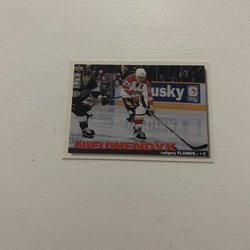 usky
NIEUWENDYK
calgary FLAMES • C